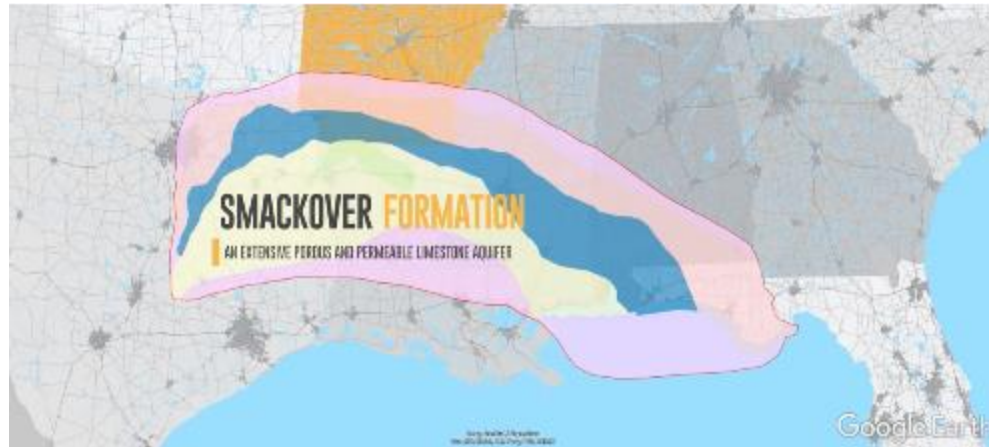 SMACKOVER FORMATION
AN EXTENSIVE POROUS AND PERMEABLE LIMESTONE AQUIFER
Google Earth